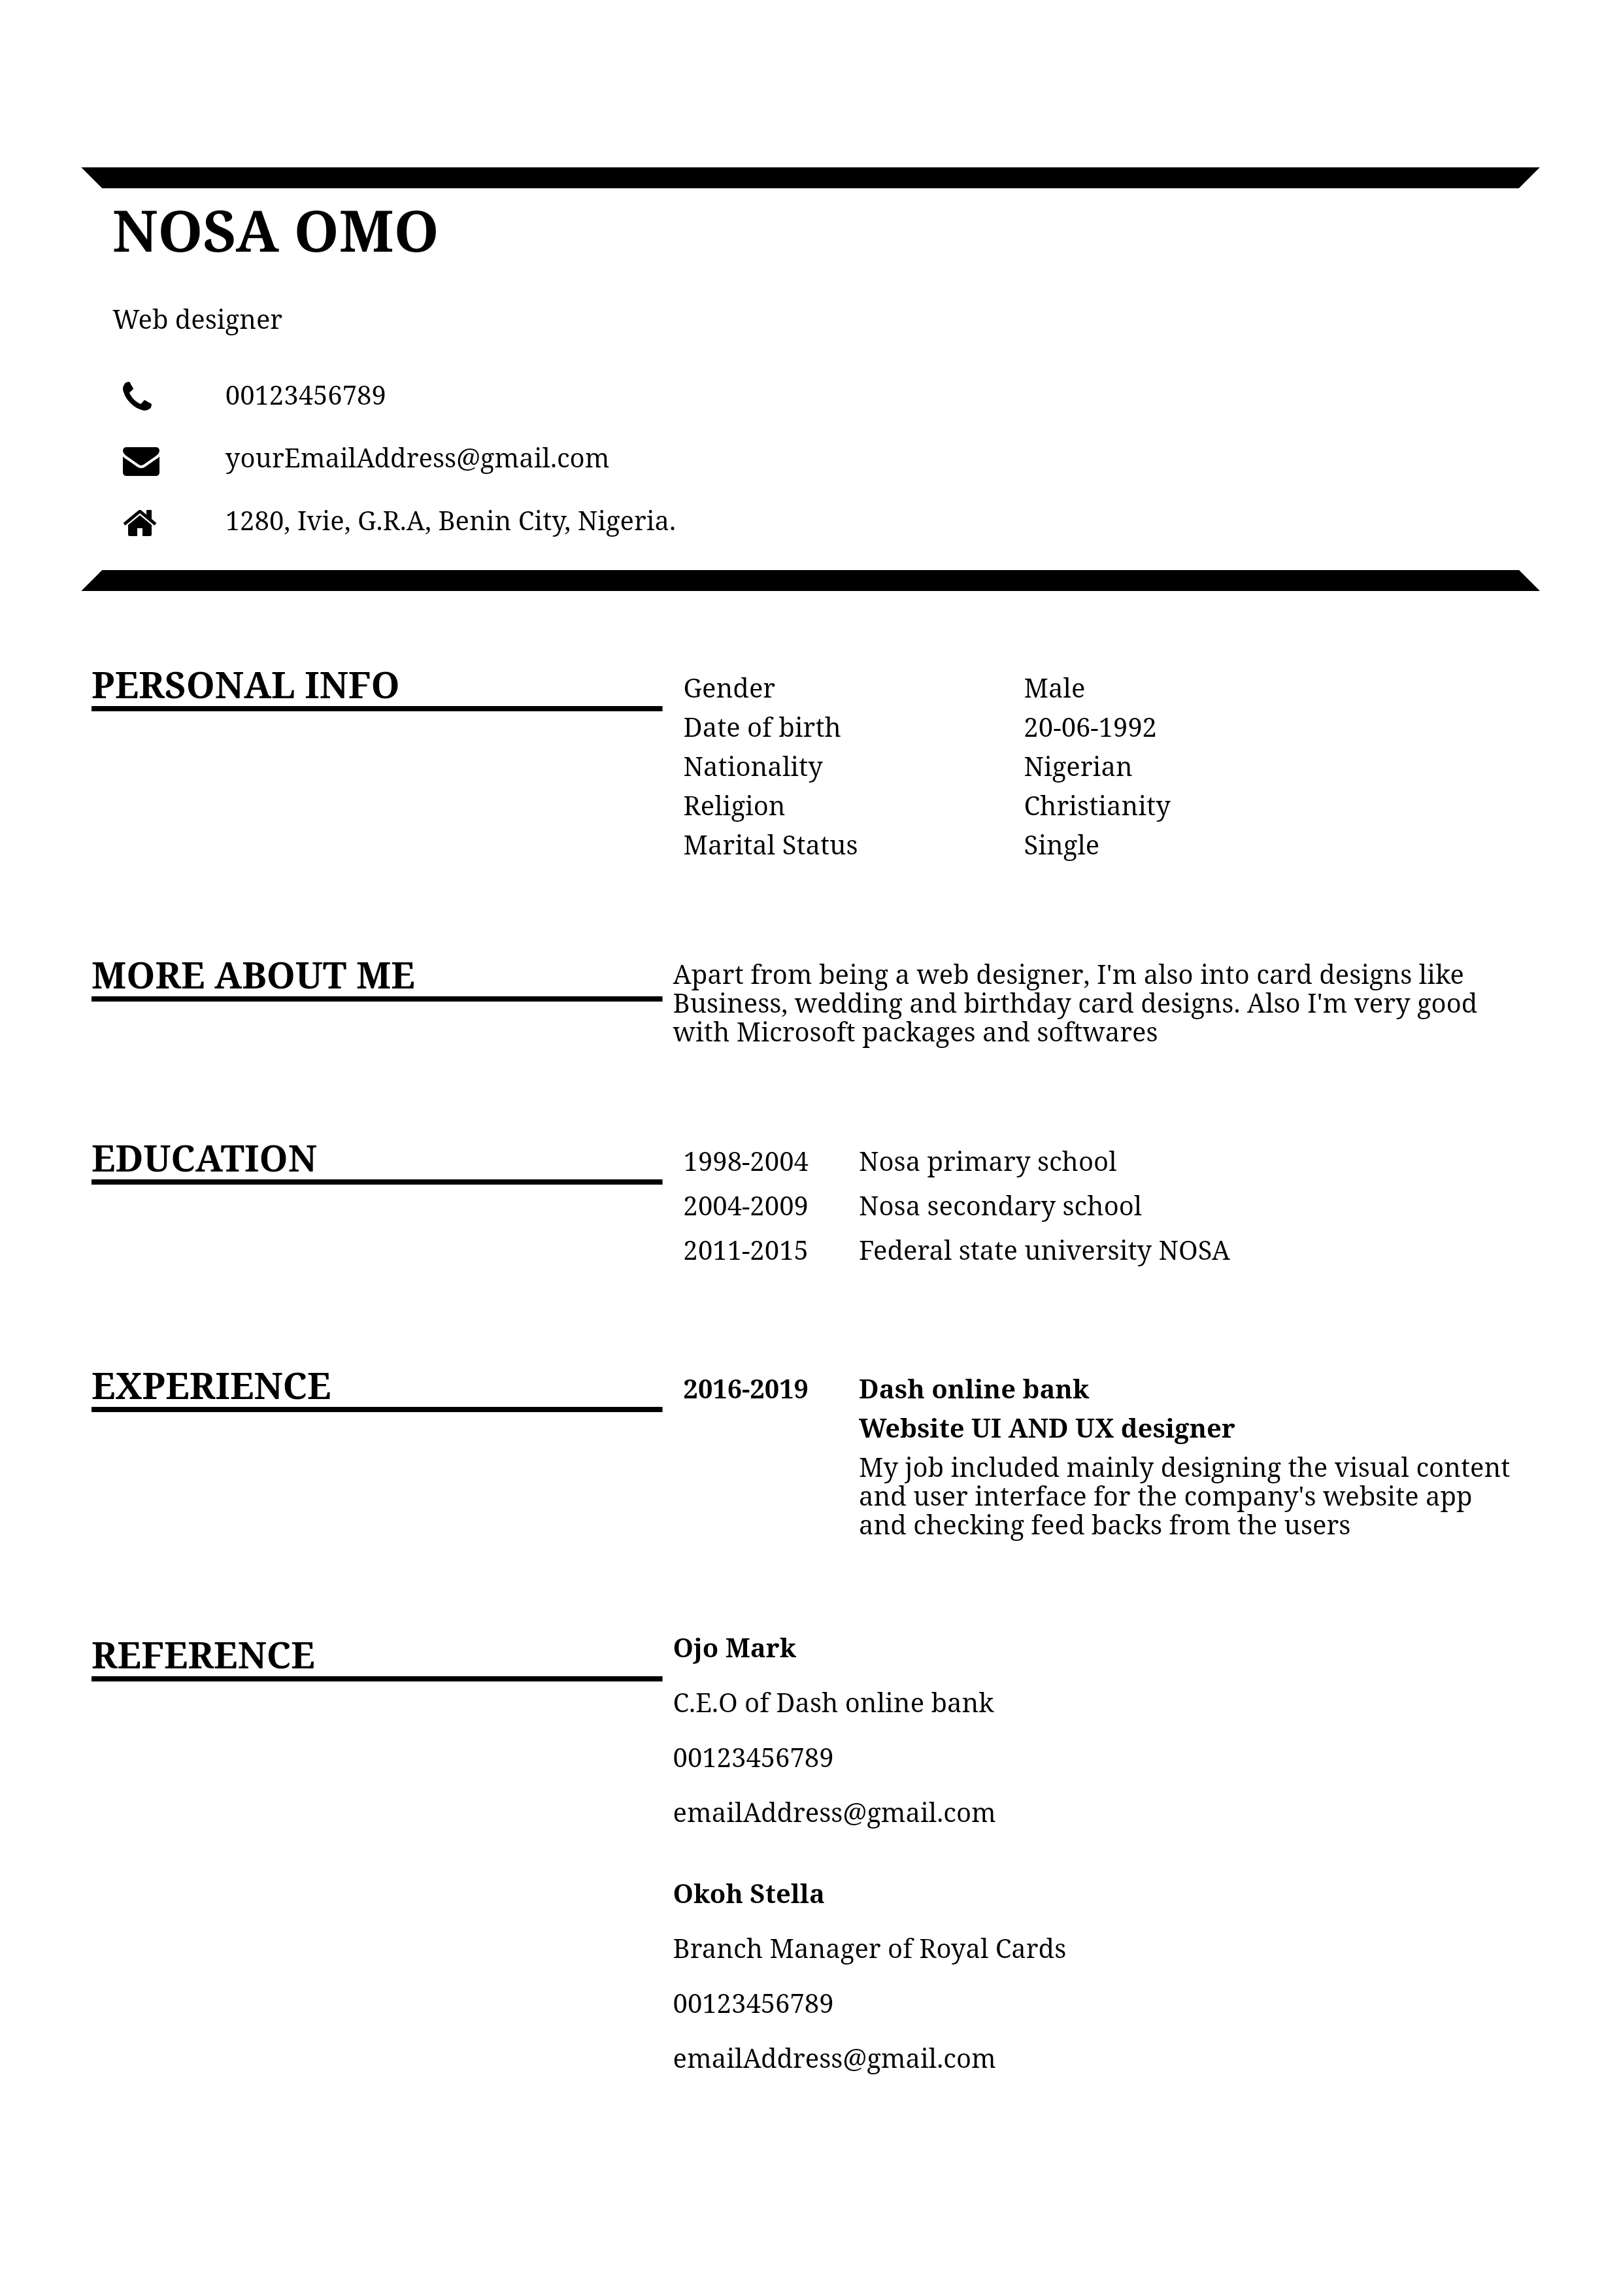 NOSA OMO
Web designer
00123456789
yourEmailAddress@gmail.com
1280, Ivie, G.R.A, Benin City, Nigeria.
PERSONAL INFO
Gender Male
Date of birth 20-06-1992
Nationality Nigerian
Religion Christianity
Marital Status Single
MORE ABOUT ME
Apart from being a web designer, I'm also into card designs like
Business, wedding and birthday card designs. Also I'm very good
with Microsoft packages and softwares
EDUCATION
1998-2004 Nosa primary school
2004-2009 Nosa secondary school
2011-2015 Federal state university NOSA
EXPERIENCE
2016-2019 Dash online bank
Website UI AND UX designer
My job included mainly designing the visual content
and user interface for the company's website app
and checking feed backs from the users
REFERENCE
Ojo Mark
C.E.O of Dash online bank
00123456789
emailAddress@gmail.com
Okoh Stella
Branch Manager of Royal Cards
00123456789
emailAddress@gmail.com